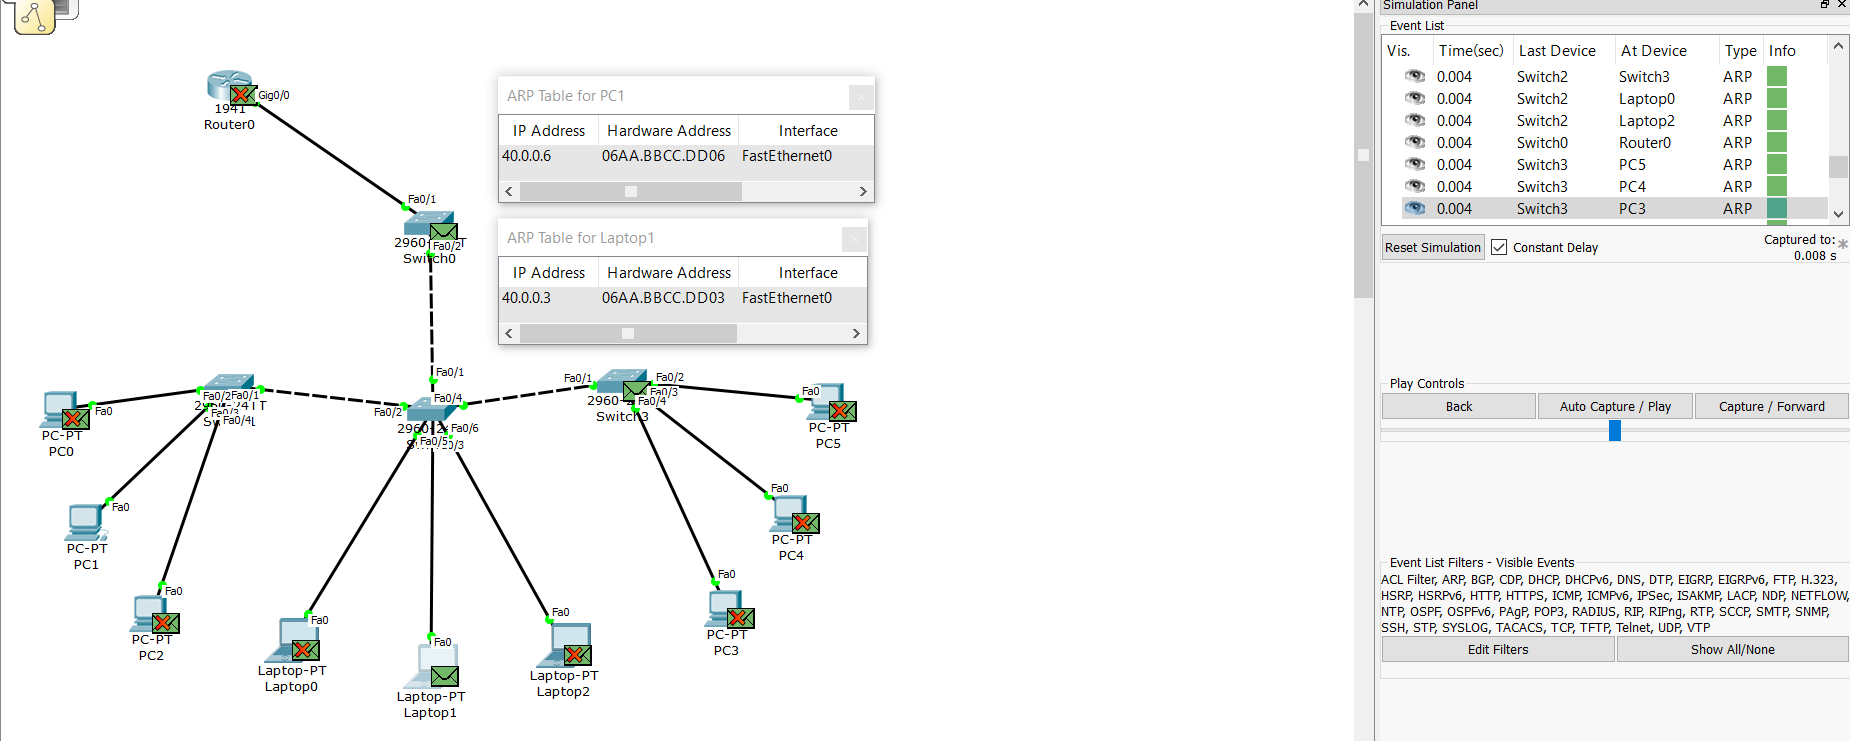 Simulation Panel
Event List
Vis. Time(sec) Last Device At Device Type Info
0.004 Switch2 Switch3 ARP
0.004 Switch2 Laptop0 ARP
0.004 Switch2 Laptop2 ARP
0.004 Switch0 Router0 ARP
0.004 Switch3 PC5 ARP
0.004 Switch3 PC4 ARP
0.004 Switch3 PC3 ARP
Reset Simulation
Constant Delay
Captured to:
0.008 s
Play Controls
Back
Auto Capture / Play
Capture / Forward
Event List Filters - Visible Events
ACL Filter, ARP, BGP, CDP, DHCP, DHCPv6, DNS, DTP, EIGRP, EIGRPv6, FTP, H.323,
HSRP, HSRPv6, HTTP, HTTPS, ICMP, ICMPv6, IPSec, ISAKMP, LACP, NDP, NETFLOW,
NTP, OSPF, OSPFv6, PAgP, POP3, RADIUS, RIP, RIPng, RTP, SCCP, SMTP, SNMP,
SSH, STP, SYSLOG, TACACS, TCP, TFTP, Telnet, UDP, VTP
Edit Filters
Show All/None
ARP Table for PC1
IP Address Hardware Address Interface
40.0.0.6 06AA.BBCC.DD06 FastEthernet0
ARP Table for Laptop1
IP Address Hardware Address Interface
40.0.0.3 06AA.BBCC.DD03 FastEthernet0
Gig0/0
1941
Router0
Fa0/1
Fa0/2
Switch0
Fa0/1
Fa0/4
Fa0/2
Fa0/6
Fa0/5
Fa0/2
Fa0/1
Fa0/4
Fa0/1
Fa0/2
Fa0/3
Fa0/4
Switch3
Fa0
PC-PT
PC0
Fa0
PC-PT
PC1
Fa0
PC-PT
PC2
Fa0
Laptop-PT
Laptop0
Fa0
Laptop-PT
Laptop1
Fa0
Laptop-PT
Laptop2
Fa0
PC-PT
PC3
Fa0
PC-PT
PC4
Fa0
PC-PT
PC5